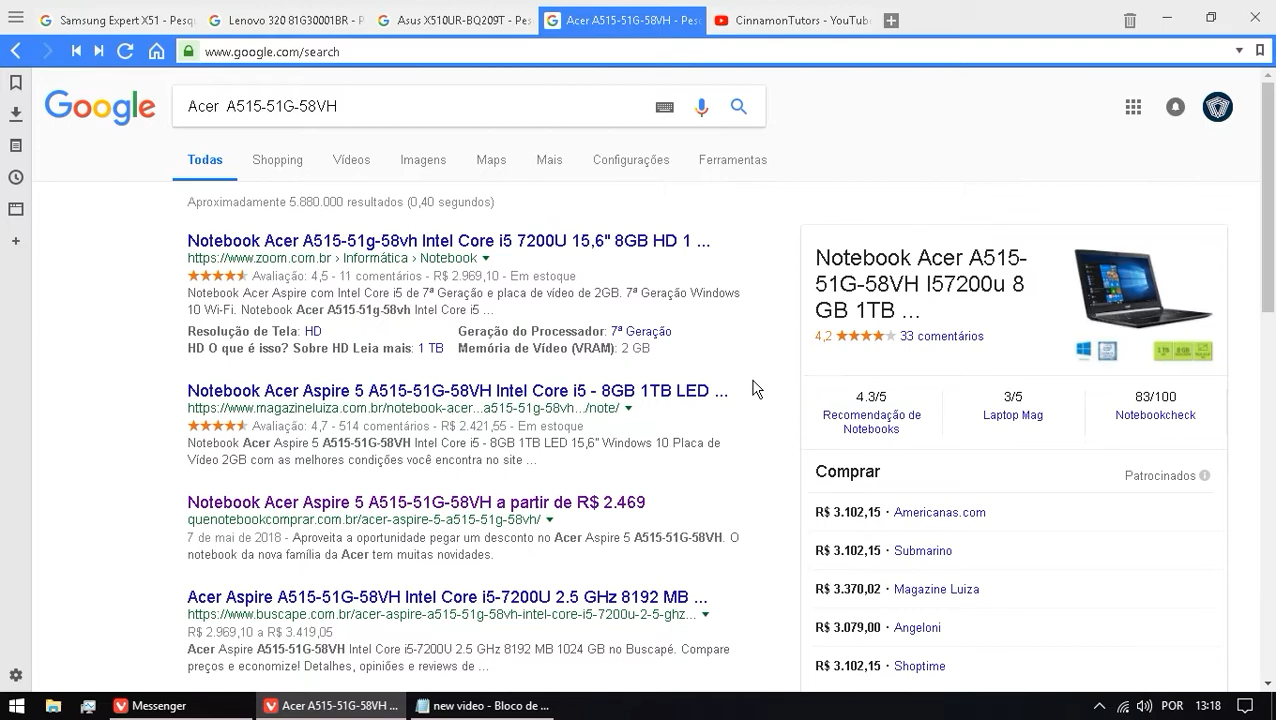 Samsung Expert X51 - Pesqu
Lenovo 320 81G30001BR - P
Asus X510UR-BQ209T - Pes
Acer A515-51G-58VH - Pesq
CinnamonTutors - YouTube
www.google.com/search
Google
Acer A515-51G-58VH
Todas
Shopping
Vídeos
Imagens
Maps
Mais
Configurações
Ferramentas
Aproximadamente 5.880.000 resultados (0,40 segundos)
Notebook Acer A515-51g-58vh Intel Core i5 7200U 15,6" 8GB HD 1 ...
https://www.zoom.com.br › Informática › Notebook
Avaliação: 4,5 - 11 comentários - R$ 2.969,10 - Em estoque
Notebook Acer Aspire com Intel Core i5 de 7ª Geração e placa de vídeo de 2GB. 7ª Geração Windows
10 Wi-Fi. Notebook Acer A515-51g-58vh Intel Core i5 ...
Resolução de Tela: HD
Geração do Processador: 7ª Geração
HD O que é isso? Sobre HD Leia mais: 1 TB
Memória de Vídeo (VRAM): 2 GB
Notebook Acer Aspire 5 A515-51G-58VH Intel Core i5 - 8GB 1TB LED ...
https://www.magazineluiza.com.br/notebook-acer...a515-51g-58vh.../note/
Avaliação: 4,7 - 514 comentários - R$ 2.421,55 - Em estoque
Notebook Acer Aspire 5 A515-51G-58VH Intel Core i5 - 8GB 1TB LED 15,6" Windows 10 Placa de
Vídeo 2GB com as melhores condições você encontra no site ...
Notebook Acer Aspire 5 A515-51G-58VH a partir de R$ 2.469
quenotebookcomprar.com.br/acer-aspire-5-a515-51g-58vh/
7 de mai de 2018 - Aproveita a oportunidade pegar um desconto no Acer Aspire 5 A515-51G-58VH. O
notebook da nova família da Acer tem muitas novidades.
Acer Aspire A515-51G-58VH Intel Core i5-7200U 2.5 GHz 8192 MB ...
https://www.buscape.com.br/acer-aspire-a515-51g-58vh-intel-core-i5-7200u-2-5-ghz...
R$ 2.969,10 a R$ 3.419,05
Acer Aspire A515-51G-58VH Intel Core i5-7200U 2.5 GHz 8192 MB 1024 GB no Buscapé. Compare
preços e economize! Detalhes, opiniões e reviews de ...
Notebook Acer A515-
51G-58VH I57200u 8
GB 1TB ...
4,2
33 comentários
4.3/5
Recomendação de
Notebooks
3/5
Laptop Mag
83/100
Notebookcheck
Comprar
Patrocinados
R$ 3.102,15 · Americanas.com
R$ 3.102,15 · Submarino
R$ 3.370,02 · Magazine Luiza
R$ 3.079,00 · Angeloni
R$ 3.102,15 · Shoptime
Messenger
Acer A515-51G-58VH ...
new video - Bloco de ...
POR
13:18